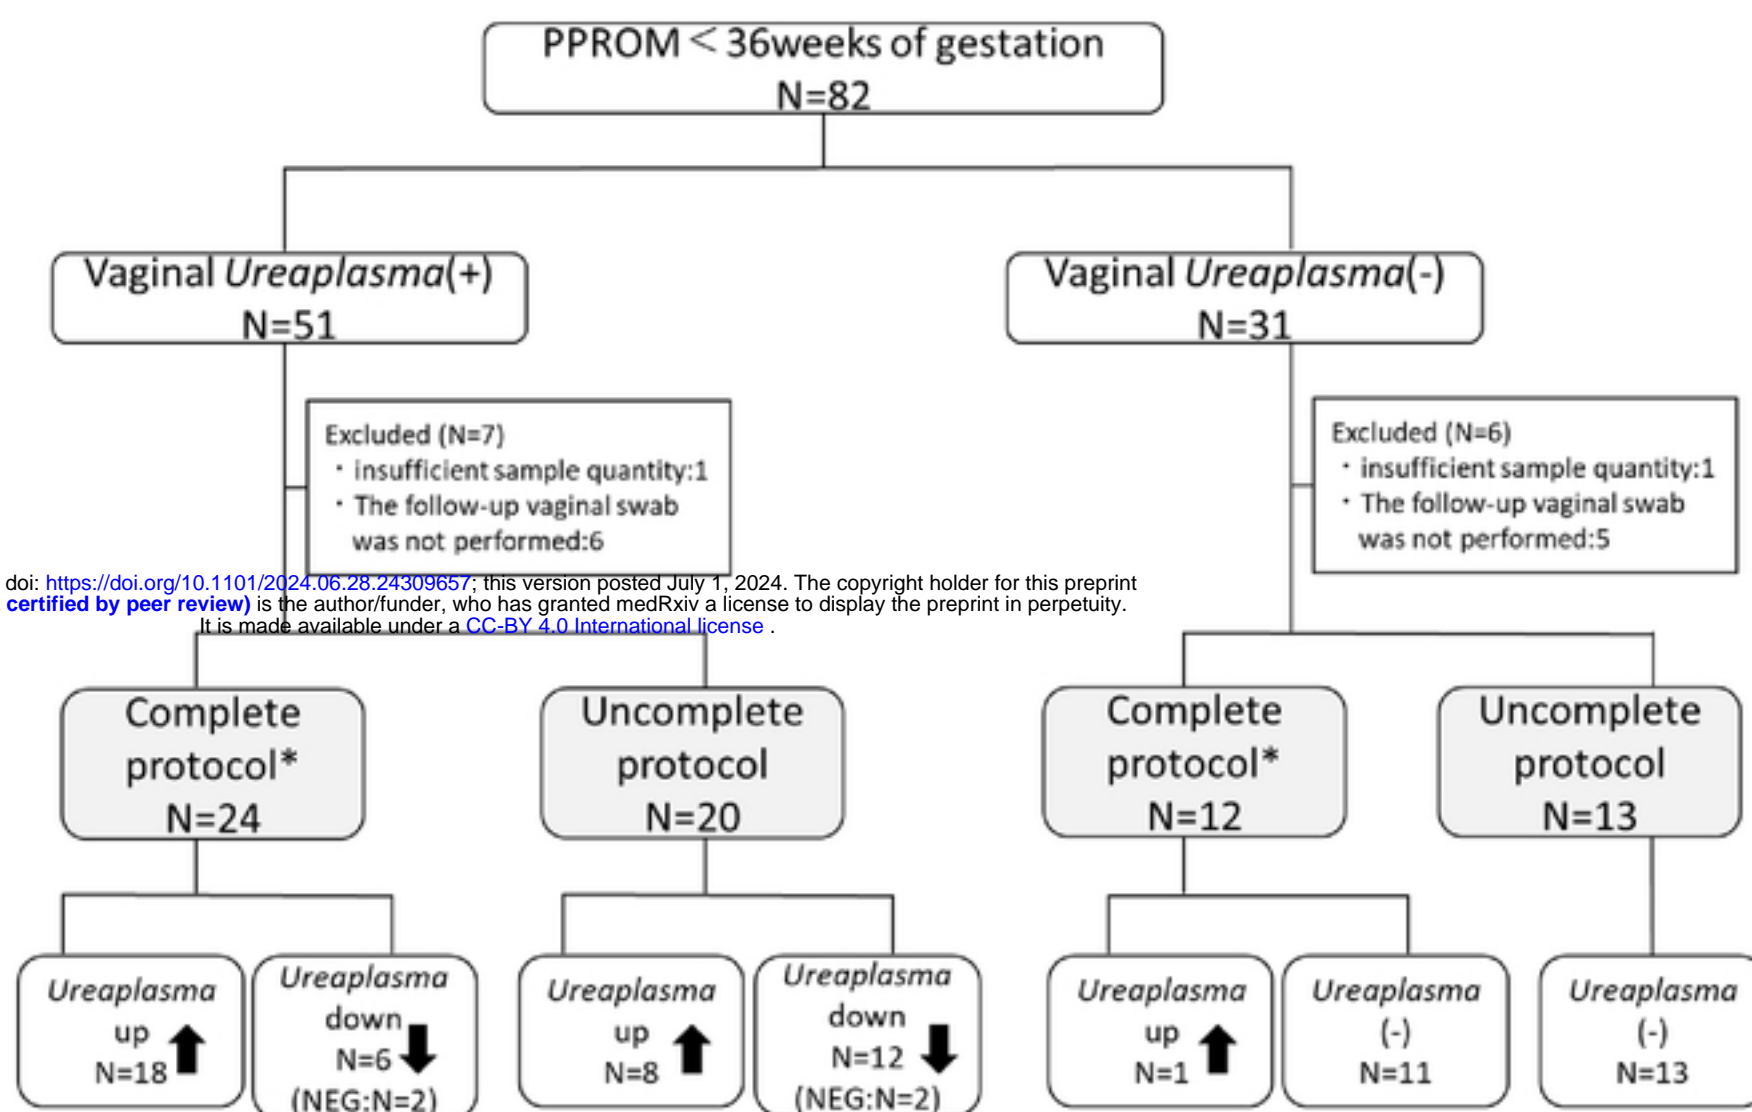 PPROM < 36weeks of gestation
N=82
Vaginal Ureaplasma(+)
N=51
Vaginal Ureaplasma(-)
N=31
Excluded (N=7)
・insufficient sample quantity:1
・The follow-up vaginal swab
was not performed:6
Excluded (N=6)
・insufficient sample quantity:1
・The follow-up vaginal swab
was not performed:5
doi: https://doi.org/10.1101/2024.06.28.24309657; this version posted July 1, 2024. The copyright holder for this preprint
certified by peer review) is the author/funder, who has granted medRxiv a license to display the preprint in perpetuity.
It is made available under a CC-BY 4.0 International license .
Complete
protocol*
N=24
Uncomplete
protocol
N=20
Complete
protocol*
N=12
Uncomplete
protocol
N=13
Ureaplasma
up
N=18
Ureaplasma
down
N=6
(NEG:N=2)
Ureaplasma
up
N=8
Ureaplasma
down
N=12
(NEG:N=2)
Ureaplasma
up
N=1
Ureaplasma
(-)
N=11
Ureaplasma
(-)
N=13